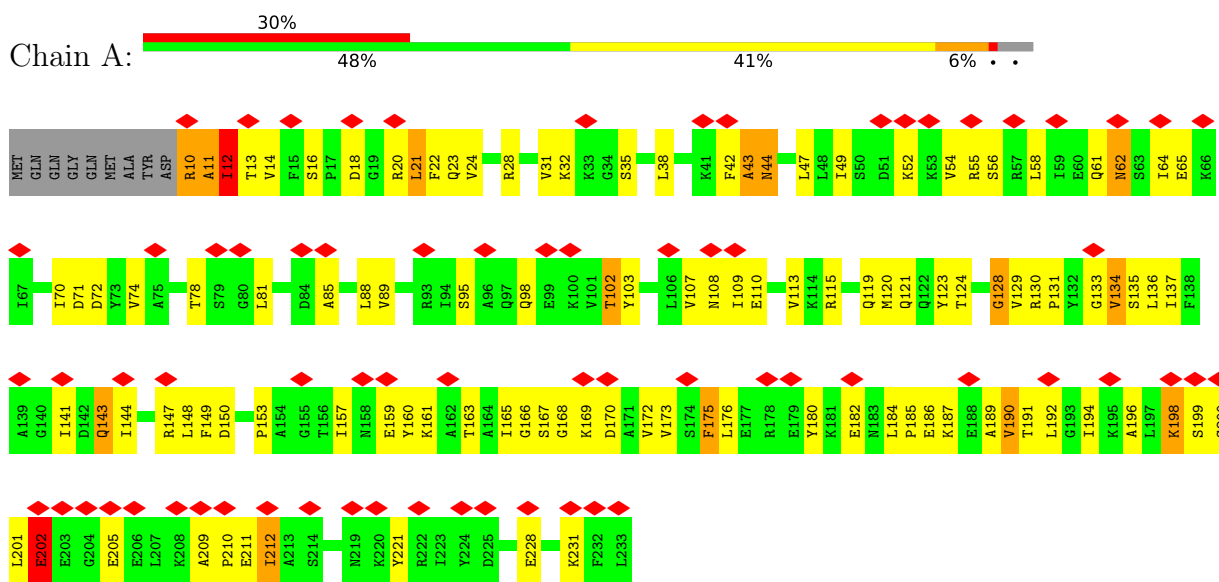 30%
Chain A:
48% 41% 6% • •
MET GLN GLN GLY GLN MET ALA TYR ASP R10 A11 I12 T13 V14 F15 S16 P17 D18 G19 R20 L21 F22 Q23 V24 R28 V31 K32 K33 G34 S35 L38 K41 F42 A43 N44 L47 L48 I49 S50 D51 K52 K53 V54 R55 S56 R57 L58 I59 E60 Q61 N62 S63 I64 E65 K66
I67 I70 D71 D72 Y73 V74 A75 T78 S79 G80 L81 D84 A85 L88 V89 R93 I94 S95 A96 Q97 Q98 E99 K100 V101 T102 Y103 L106 V107 N108 I109 E110 V113 K114 R115 Q119 M120 Q121 Q122 Y123 T124 G128 V129 R130 P131 Y132 G133 V134 S135 L136 I137 F138
A139 G140 I141 D142 Q143 I144 R147 L148 F149 D150 P153 A154 G155 T156 I157 N158 E159 Y160 K161 A162 T163 A164 I165 G166 S167 G168 K169 D170 A171 V172 V173 S174 F175 L176 E177 R178 E179 Y180 K181 E182 N183 L184 P185 E186 K187 E188 A189 V190 T191 L192 G193 I194 K195 A196 L197 K198 S199
L201 E202 E203 G204 E205 E206 L207 K208 A209 P210 E211 I212 A213 S214 N219 K220 Y221 R222 I223 Y224 D225 E228 K231 F232 L233